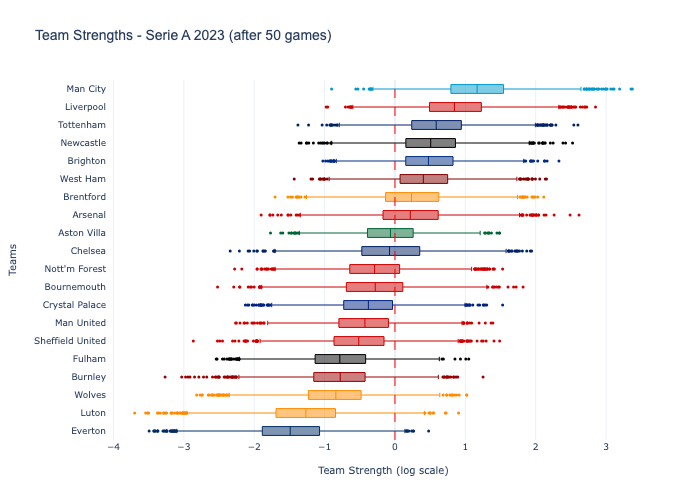 Team Strengths - Serie A 2023 (after 50 games)
Man City
Liverpool
Tottenham
Newcastle
Brighton
West Ham
Brentford
Arsenal
Aston Villa
Chelsea
Nott'm Forest
Bournemouth
Crystal Palace
Man United
Sheffield United
Fulham
Burnley
Wolves
Luton
Everton
Teams
−4 −3 −2 −1 0 1 2 3
Team Strength (log scale)